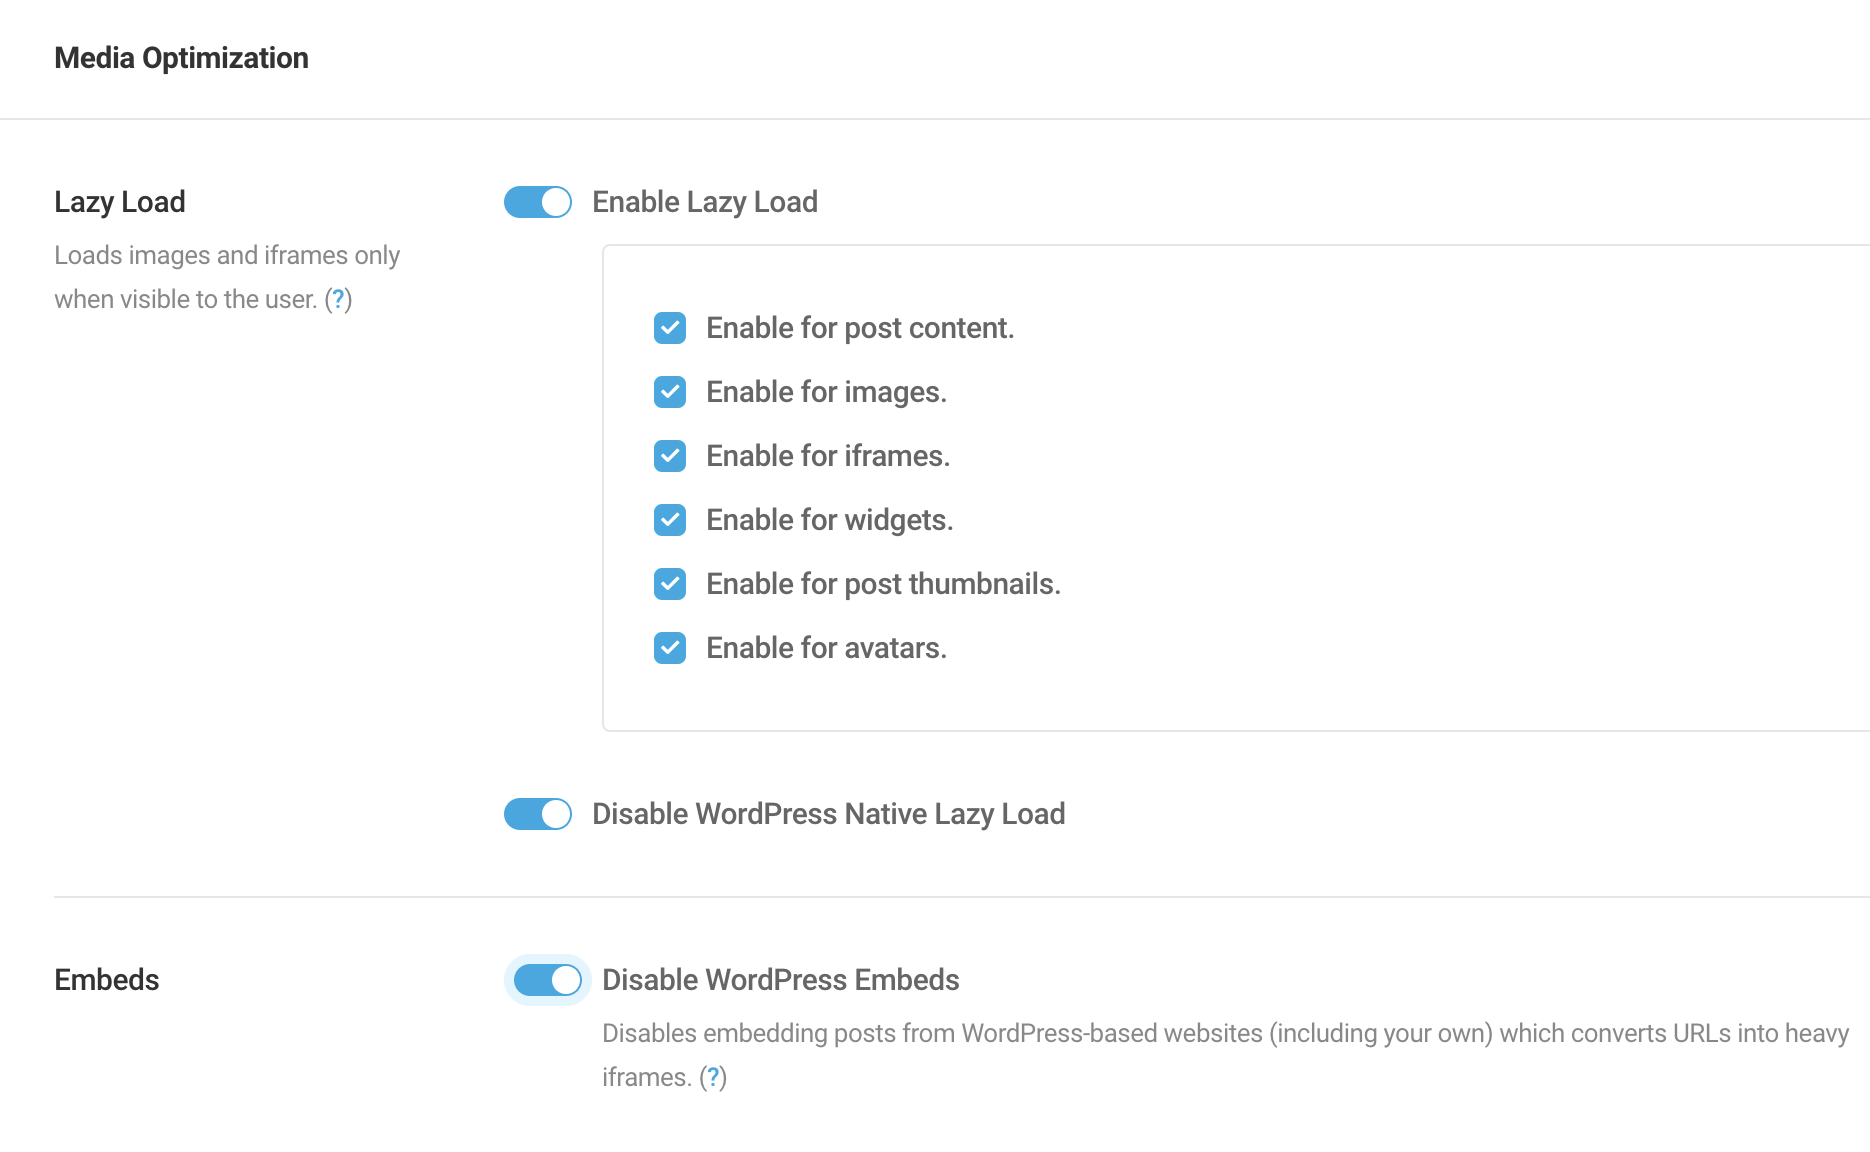 Media Optimization
Lazy Load
Loads images and iframes only
when visible to the user. (?)
Enable Lazy Load
Enable for post content.
Enable for images.
Enable for iframes.
Enable for widgets.
Enable for post thumbnails.
Enable for avatars.
Disable WordPress Native Lazy Load
Embeds
Disable WordPress Embeds
Disables embedding posts from WordPress-based websites (including your own) which converts URLs into heavy
iframes. (?)